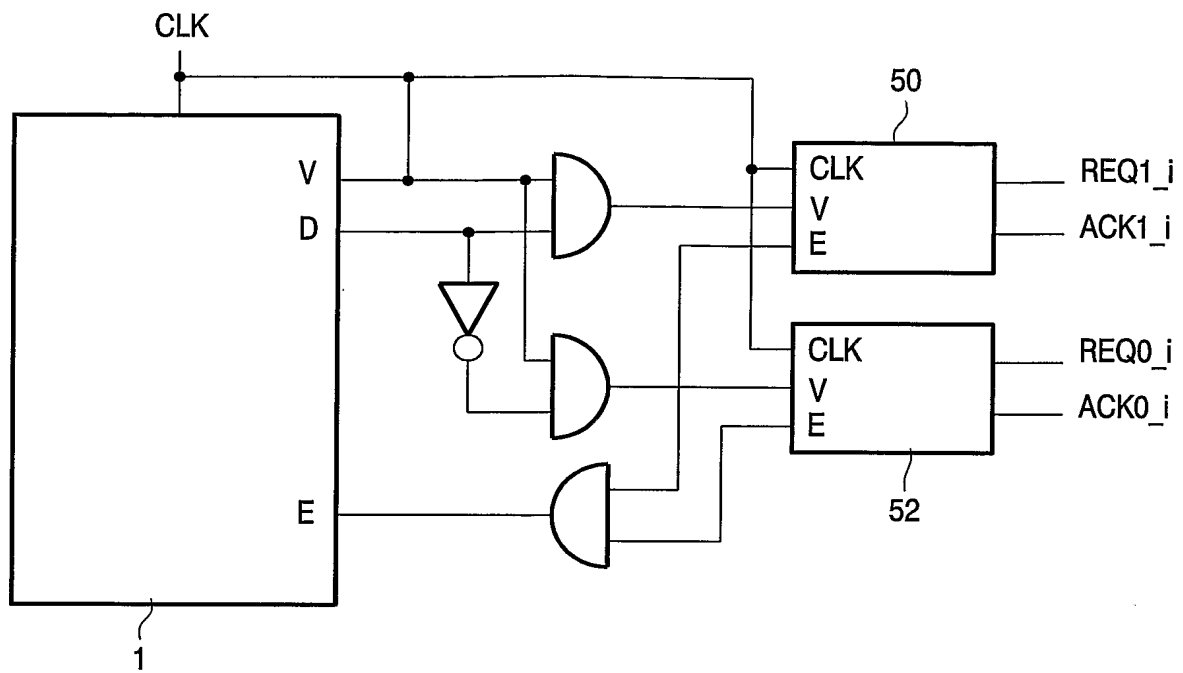 CLK
50
V
CLK
REQ1_i
V
D
E
ACK1_i
CLK
REQ0_i
V
E
ACK0_i
E
52
1